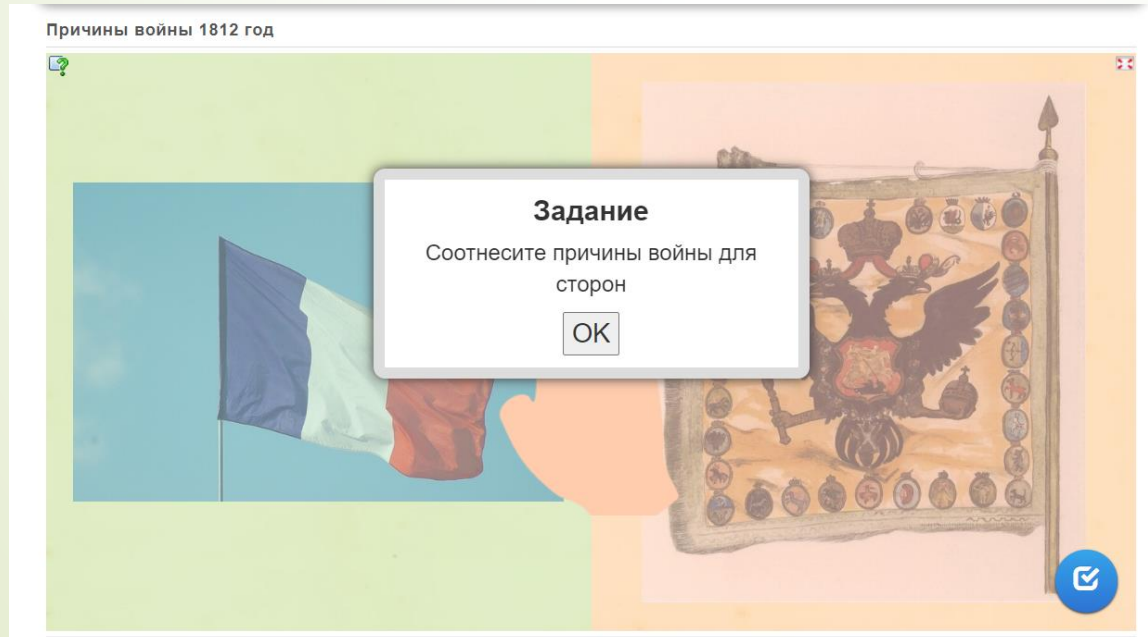 Причины войны 1812 год
Задание
Соотнесите причины войны для
сторон
OK